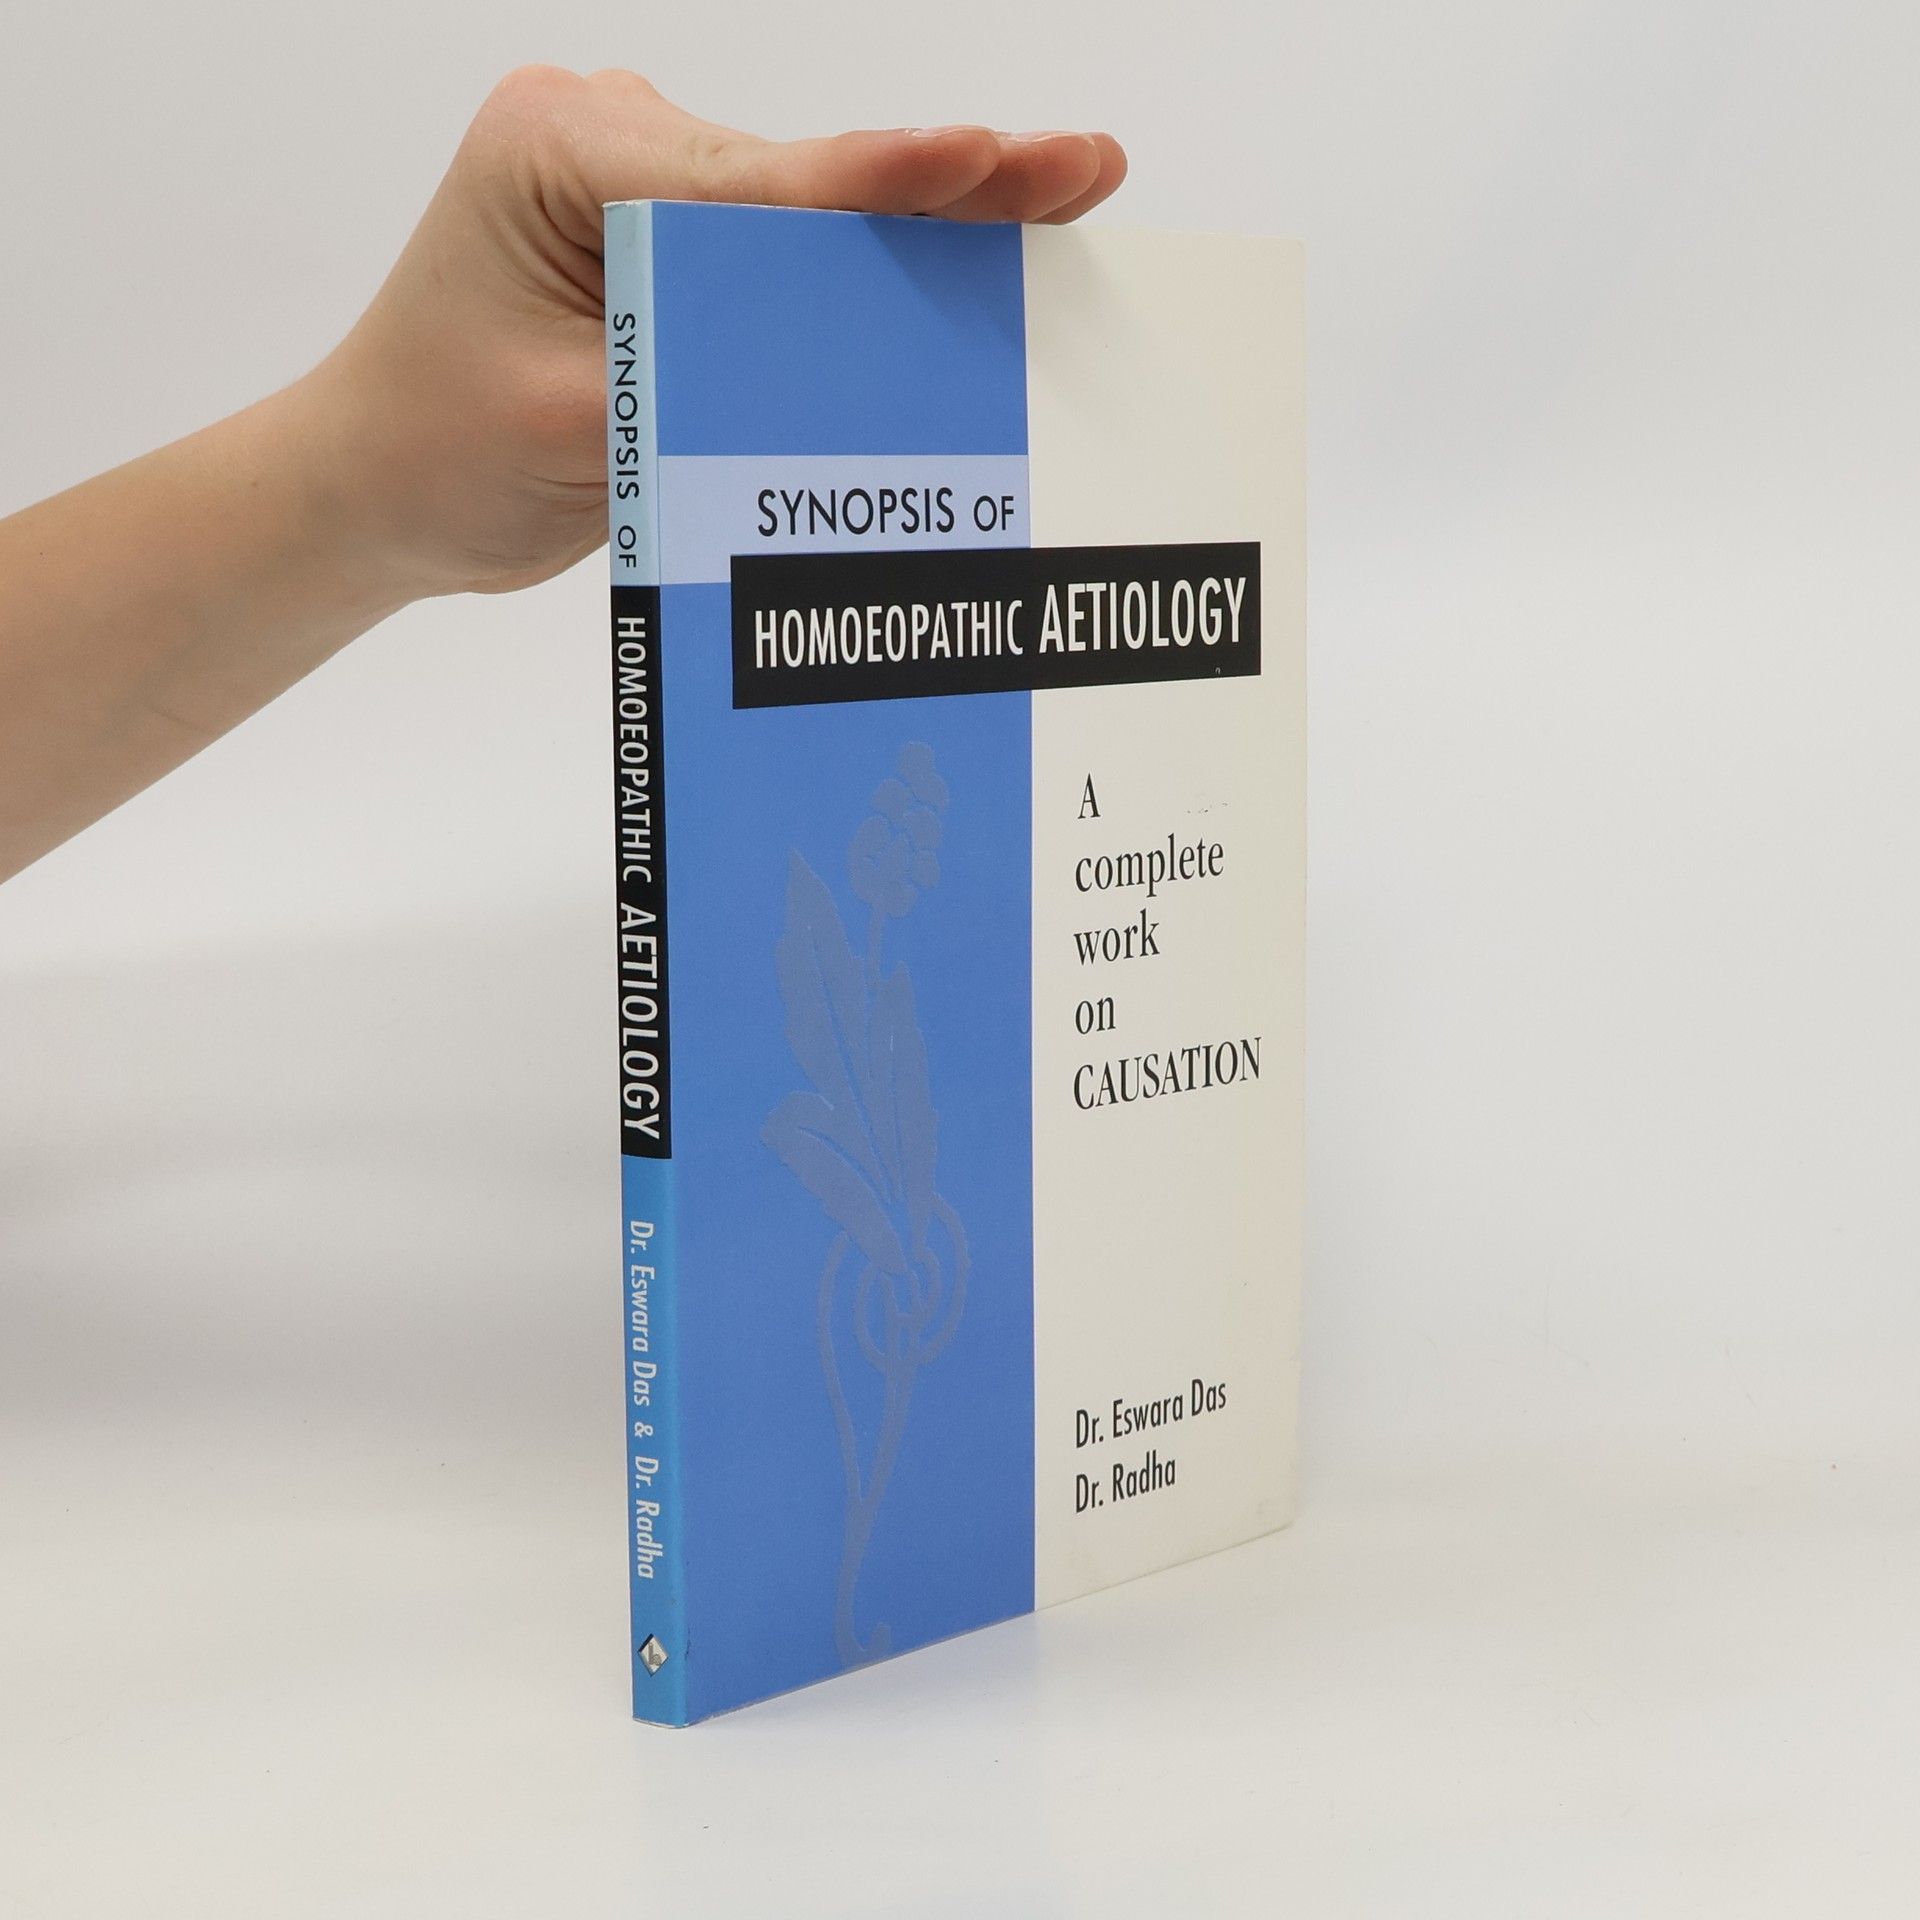 SYNOPSIS OF HOMOEOPATHIC AETIOLOGY Dr. Eswara Das & Dr. Radha
SYNOPSIS OF
HOMOEOPATHIC AETIOLOGY
A
complete
work
on
CAUSATION
Dr. Eswara Das
Dr. Radha